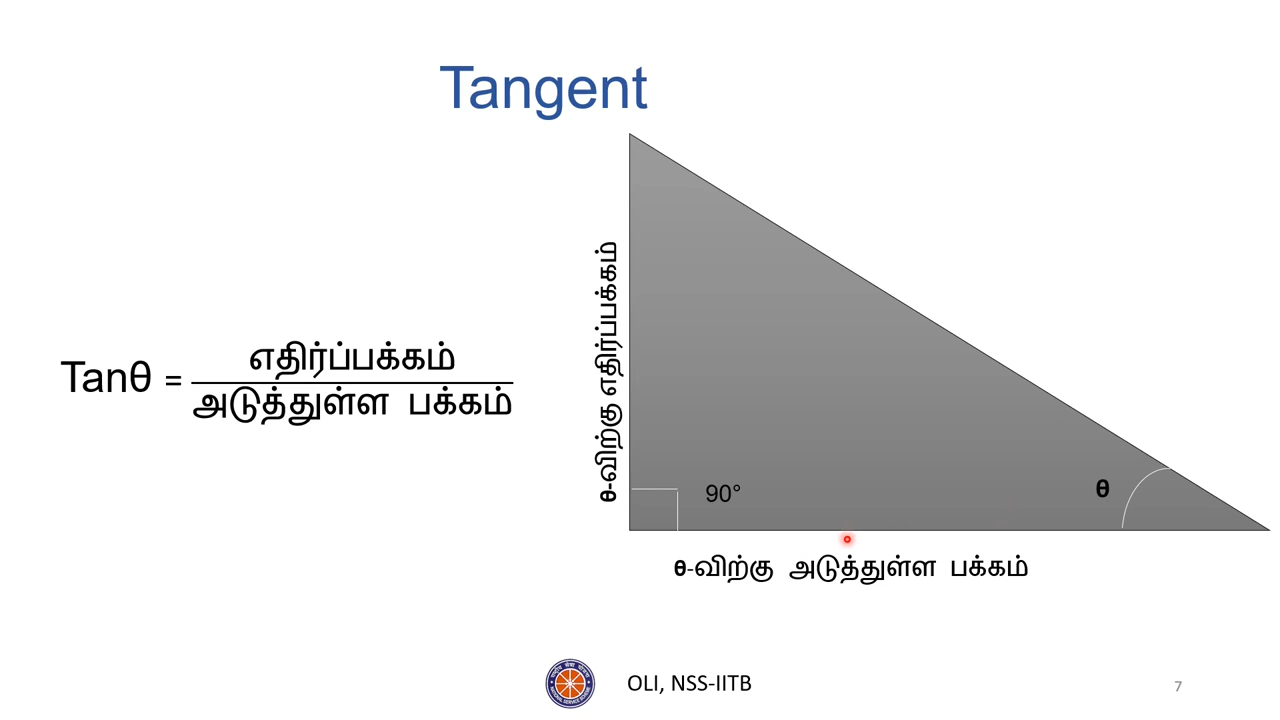 Tangent
θ-விற்கு எதிர்ப்பக்கம்
Tanθ = எதிர்ப்பக்கம்
அடுத்துள்ள பக்கம்
90°
θ
θ-விற்கு அடுத்துள்ள பக்கம்
OLI, NSS-IITB
7